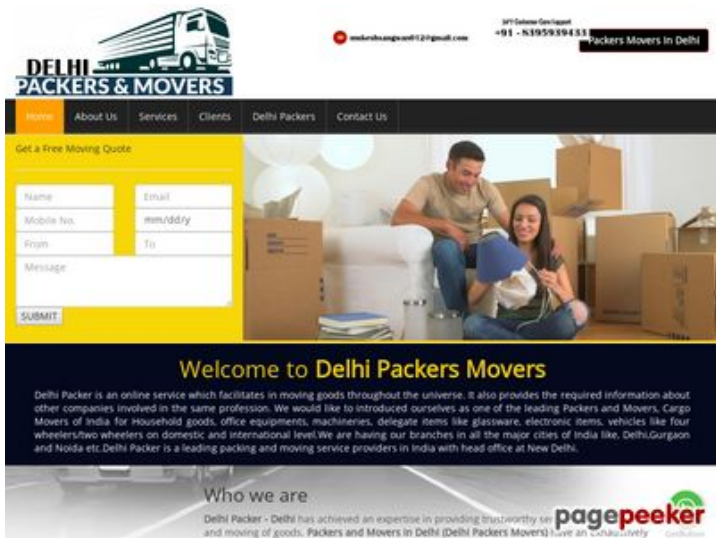 DELHI
PACKERS & MOVERS
24*7 Customer Care Support
+91 - 8395939433
Packers Movers In Delhi
Home About Us Services Clients Delhi Packers Contact Us
Get a Free Moving Quote
Name Email
Mobile No. mm/dd/y
From To
Message
SUBMIT
Welcome to Delhi Packers Movers
Delhi Packer is an online service which facilitates in moving goods throughout the universe. It also provides the required information about
other companies involved in the same profession. We would like to introduced ourselves as one of the leading Packers and Movers, Cargo
Movers of India for Household goods, office equipments, machineries, delegate items like glassware, electronic items, vehicles like four
wheelers/two wheelers on domestic and international level.We are having our branches in all the major cities of India like, Delhi,Gurgaon
and Noida etc.Delhi Packer is a leading packing and moving service providers in India with head office at New Delhi.
Who we are
Delhi Packer - Delhi has achieved an expertise in providing trustworthy
and moving of goods. Packers and Movers in Delhi (Delhi Packers Movers) have an exhaustively
pagepeeker